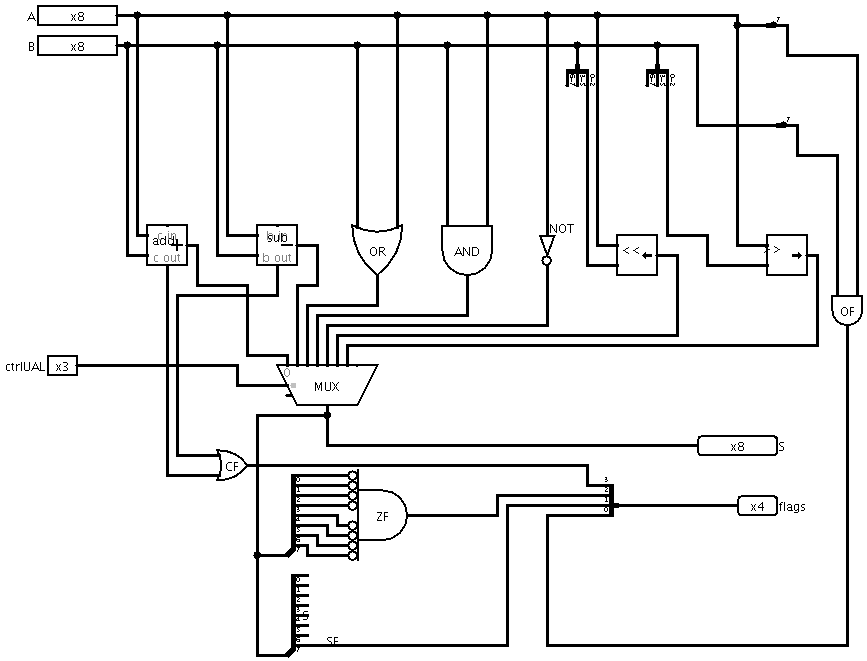 A x8
B x8
7
7
NOT
c in
add +
c out
b in
sub −
b out
OR
AND
<<
>>
OF
ctrlUAL x3
0
MUX
x8 S
CF
ZF
3
2
1
0
x4 flags
0
1
2
3
4
5
6
7
0
1
2
3
4
5
6
7
SF